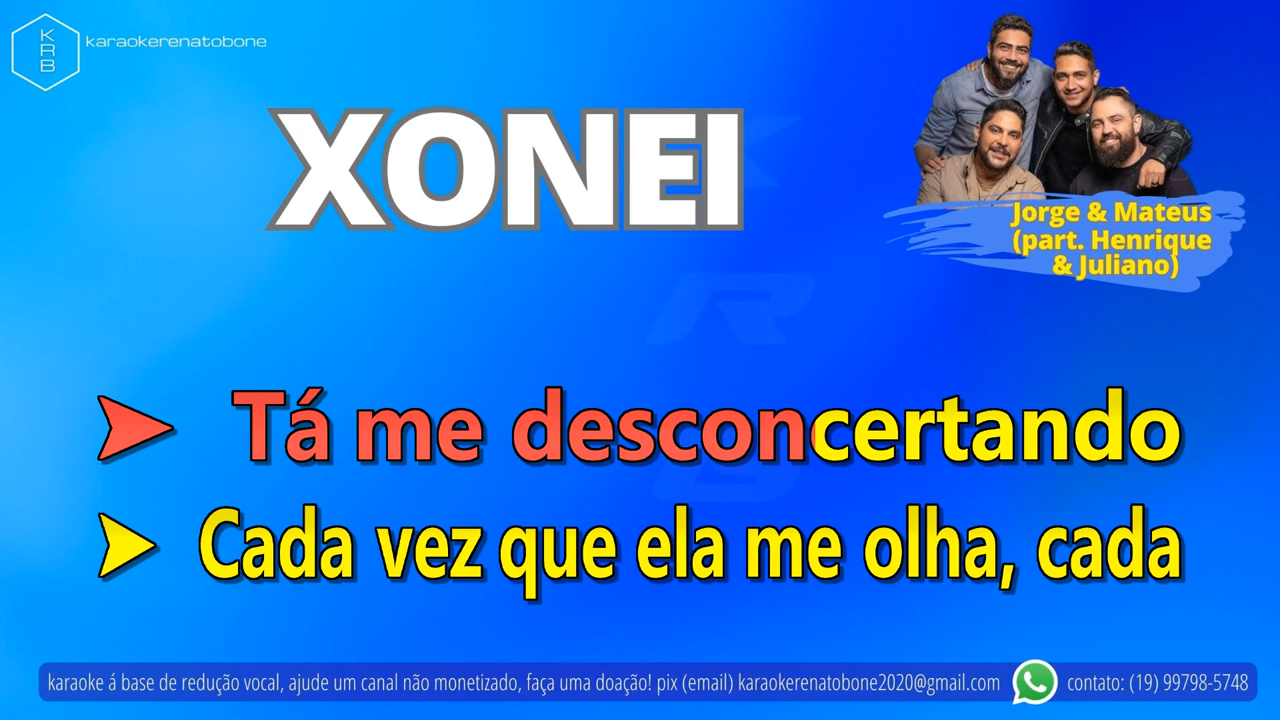 KRB
karaokerenatobone
XONEI
Jorge & Mateus
(part. Henrique
& Juliano)
Tá me desconcertando
Cada vez que ela me olha, cada
karaoke á base de redução vocal, ajude um canal não monetizado, faça uma doação! pix (email) karaokerenatobone2020@gmail.com contato: (19) 99798-5748